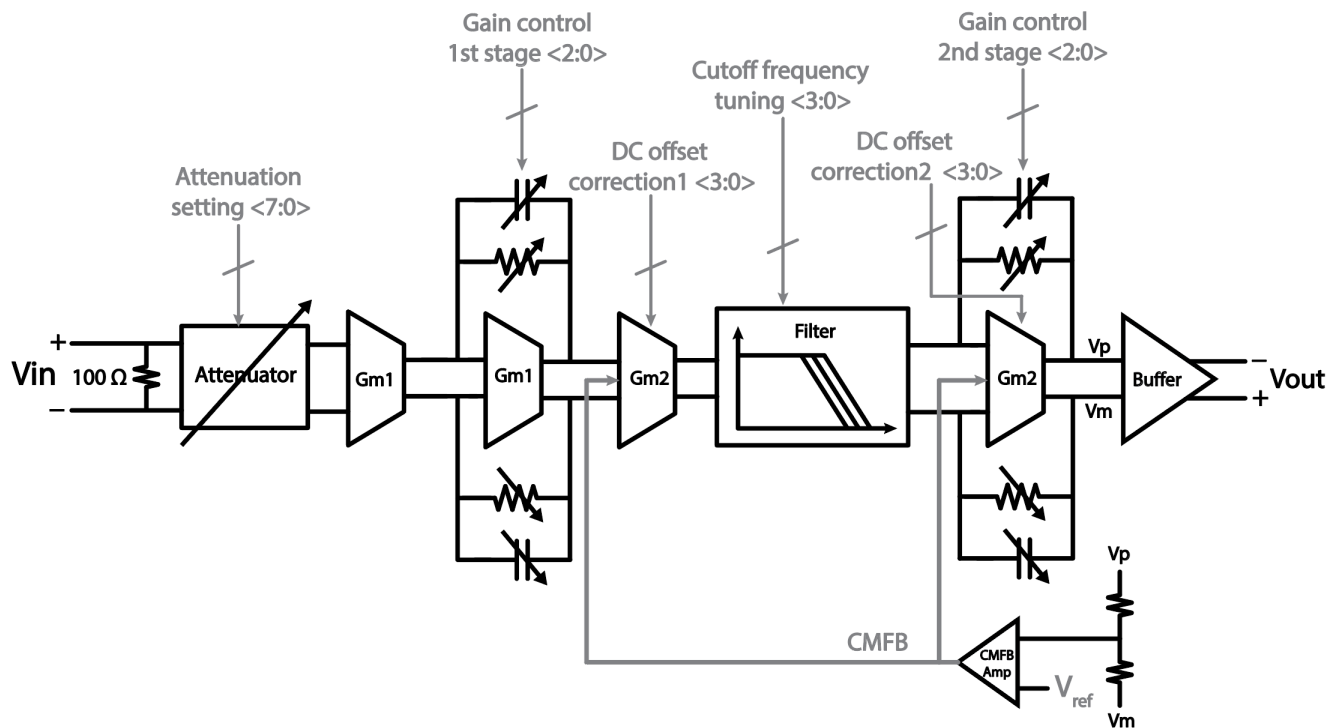 Gain control
1st stage <2:0>
Gain control
2nd stage <2:0>
Cutoff frequency
tuning <3:0>
DC offset
correction1 <3:0>
DC offset
correction2 <3:0>
Attenuation
setting <7:0>
+
Vin
100 Ω
−
Attenuator
Gm1
Gm1
Gm2
Filter
Gm2
Vp
Vm
Buffer
−
Vout
+
CMFB
CMFB
Amp
Vp
Vref
Vm